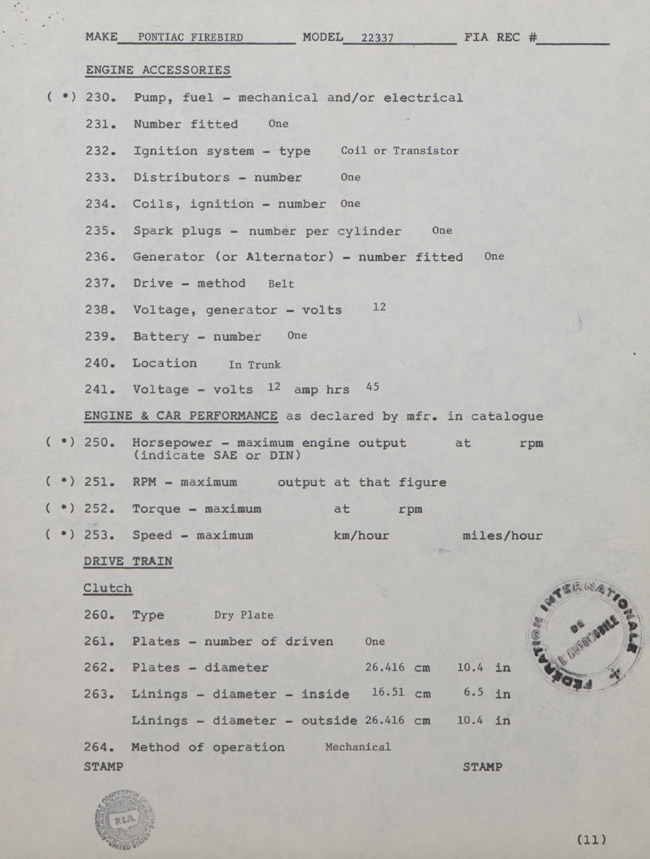 MAKE PONTIAC FIREBIRD MODEL 22337 FIA REC #
ENGINE ACCESSORIES
( *) 230. Pump, fuel - mechanical and/or electrical
231. Number fitted One
232. Ignition system - type Coil or Transistor
233. Distributors - number One
234. Coils, ignition - number One
235. Spark plugs - number per cylinder One
236. Generator (or Alternator) - number fitted One
237. Drive - method Belt
238. Voltage, generator - volts 12
239. Battery - number One
240. Location In Trunk
241. Voltage - volts 12 amp hrs 45
ENGINE & CAR PERFORMANCE as declared by mfr. in catalogue
( *) 250. Horsepower - maximum engine output at rpm
(indicate SAE or DIN)
( *) 251. RPM - maximum output at that figure
( *) 252. Torque - maximum at rpm
( *) 253. Speed - maximum km/hour miles/hour
DRIVE TRAIN
Clutch
260. Type Dry Plate
261. Plates - number of driven One
262. Plates - diameter 26.416 cm 10.4 in
263. Linings - diameter - inside 16.51 cm 6.5 in
Linings - diameter - outside 26.416 cm 10.4 in
264. Method of operation Mechanical
STAMP STAMP
FÉDÉRATION INTERNATIONALE
DE
L'AUTOMOBILE
F.I.A.
UNITED STATES
(11)